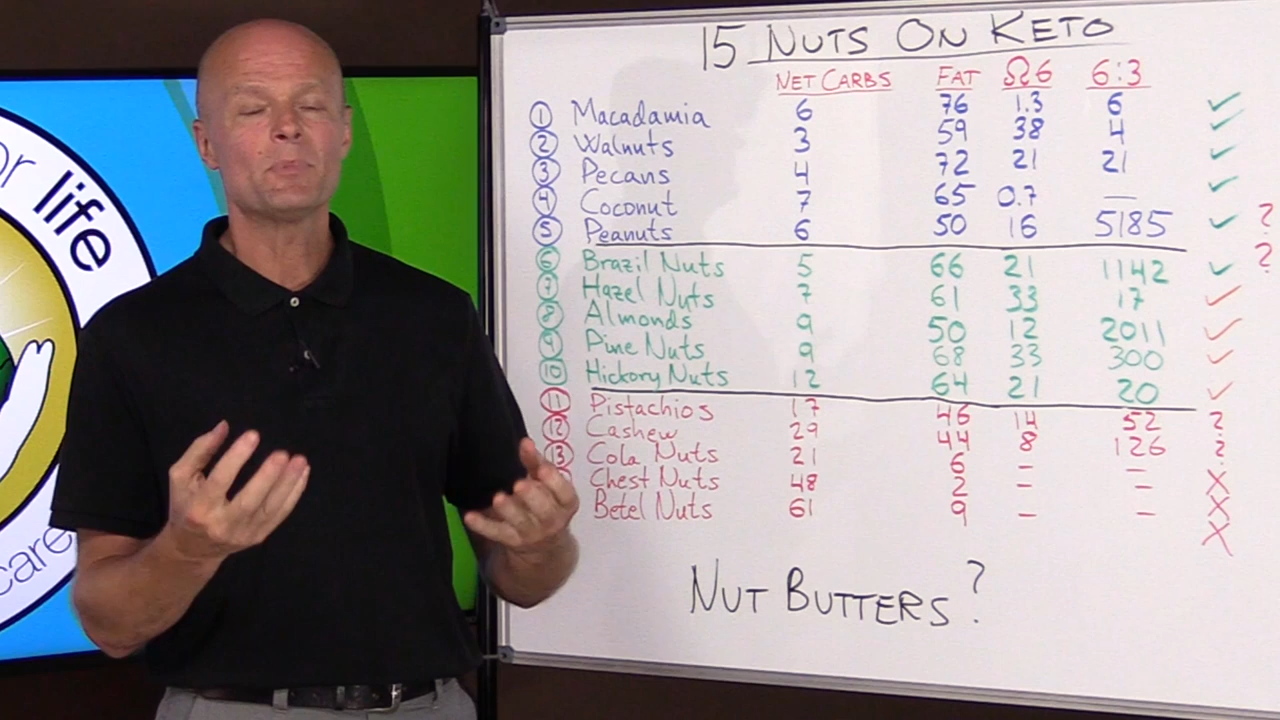 or life
care
15 NUTS ON KETO
NET CARBS FAT Ω6 6:3
1 Macadamia 6 76 1.3 6 ✓
2 Walnuts 3 59 38 4 ✓
3 Pecans 4 72 21 21 ✓
4 Coconut 7 65 0.7 — ✓
5 Peanuts 6 50 16 5185 ✓ ?
6 Brazil Nuts 5 66 21 1142 ✓ ?
7 Hazel Nuts 7 61 33 17 ✓
8 Almonds 9 50 12 2011 ✓
9 Pine Nuts 9 68 33 300 ✓
10 Hickory Nuts 12 64 21 20 ✓
11 Pistachios 17 46 14 52 ?
12 Cashew 29 44 8 126 ?
13 Cola Nuts 21 6 – – X
Chest Nuts 48 2 – – X
Betel Nuts 61 9 – – X
NUT BUTTERS?